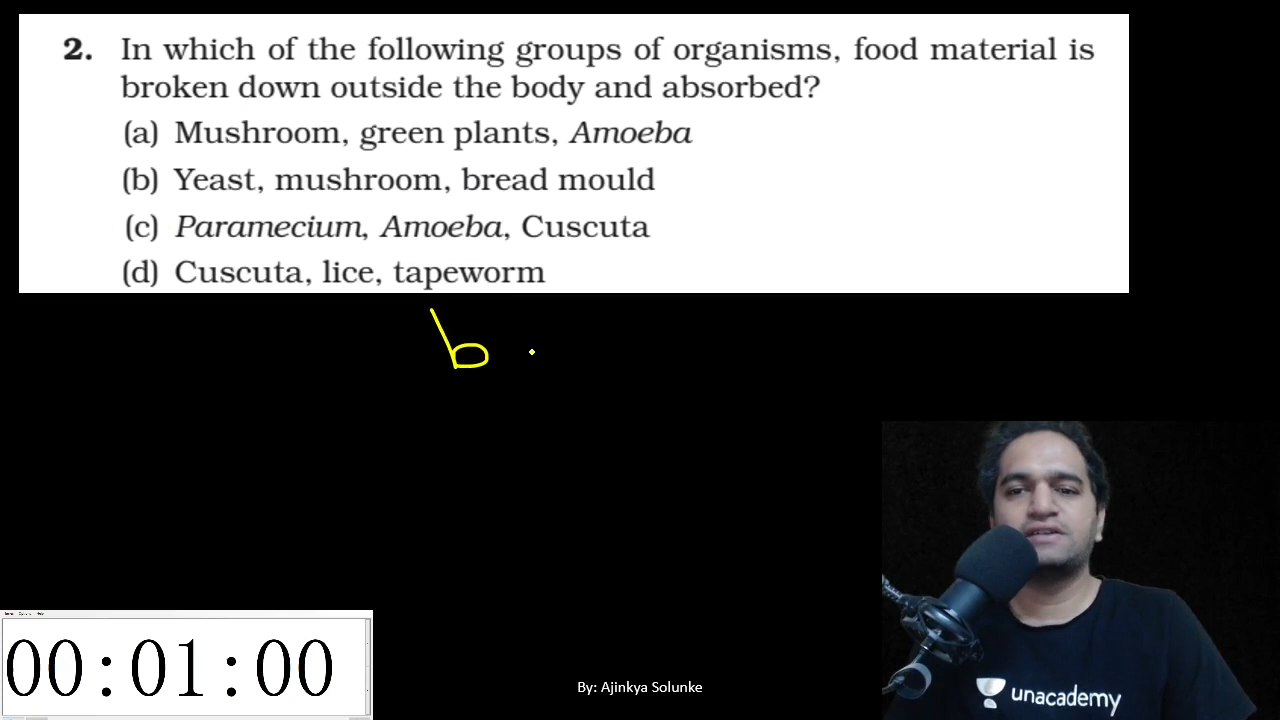 2. In which of the following groups of organisms, food material is
broken down outside the body and absorbed?
(a) Mushroom, green plants, Amoeba
(b) Yeast, mushroom, bread mould
(c) Paramecium, Amoeba, Cuscuta
(d) Cuscuta, lice, tapeworm
b
00:01:00
By: Ajinkya Solunke
unacademy